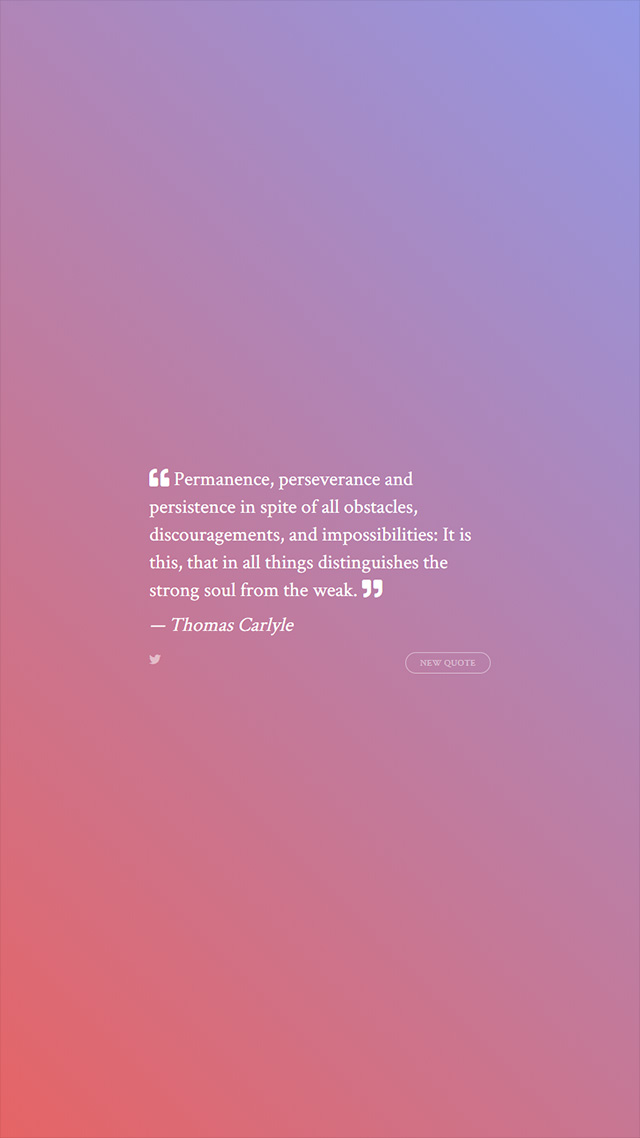 “ Permanence, perseverance and
persistence in spite of all obstacles,
discouragements, and impossibilities: It is
this, that in all things distinguishes the
strong soul from the weak. ”
— Thomas Carlyle
NEW QUOTE